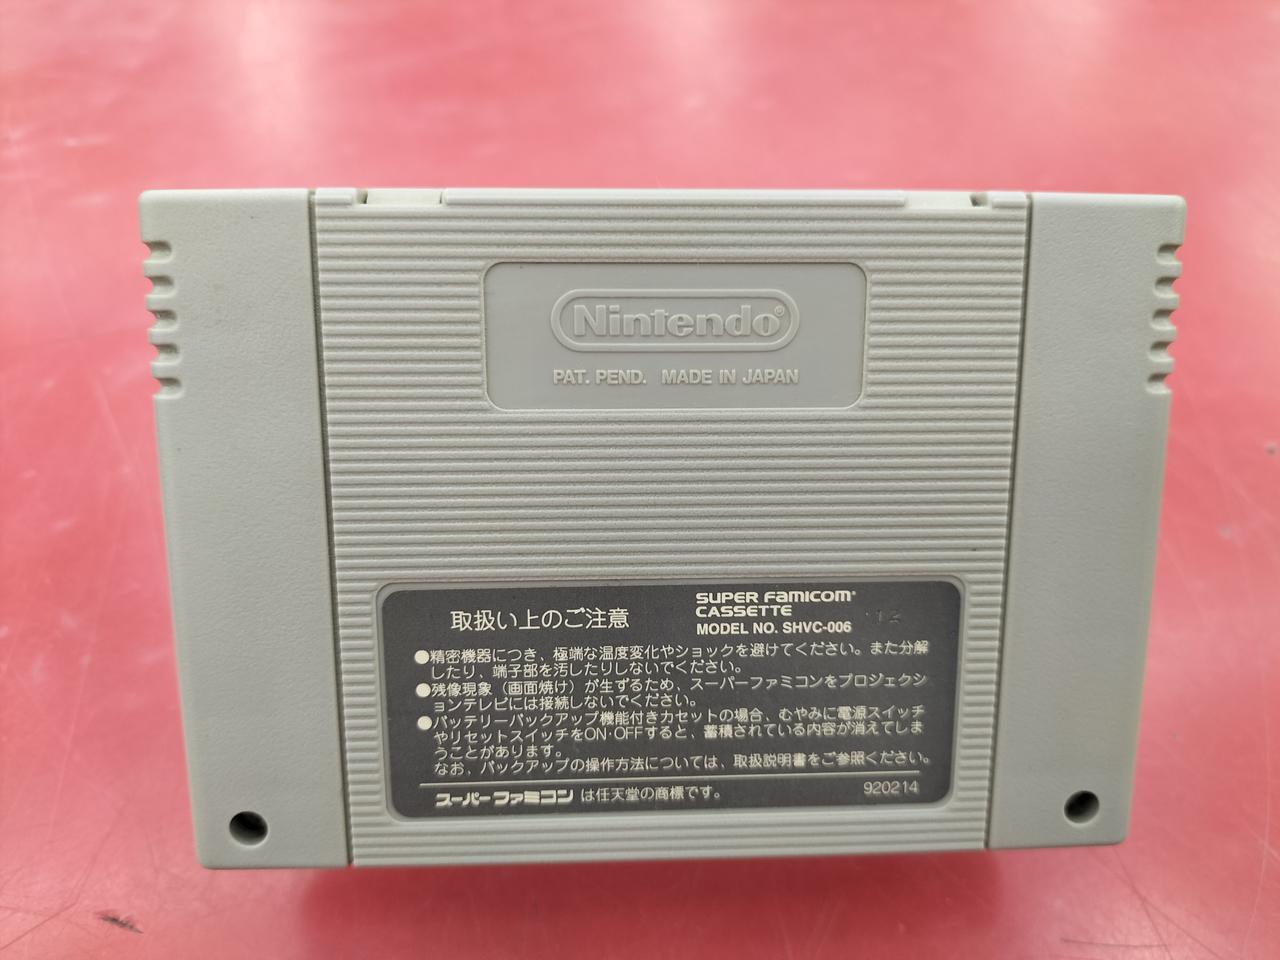 Nintendo®
PAT. PEND. MADE IN JAPAN
取扱い上のご注意
SUPER FAMICOM®
CASSETTE
MODEL NO. SHVC-006
12
●精密機器につき、極端な温度変化やショックを避けてください。また分解
したり、端子部を汚したりしないでください。
●残像現象（画面焼け）が生ずるため、スーパーファミコンをプロジェクシ
ョンテレビには接続しないでください。
●バッテリーバックアップ機能付きカセットの場合、むやみに電源スイッチ
やリセットスイッチをON·OFFすると、蓄積されている内容が消えてしま
うことがあります。
なお、バックアップの操作方法については、取扱説明書をご参照ください。
スーパーファミコン は任天堂の商標です。
920214